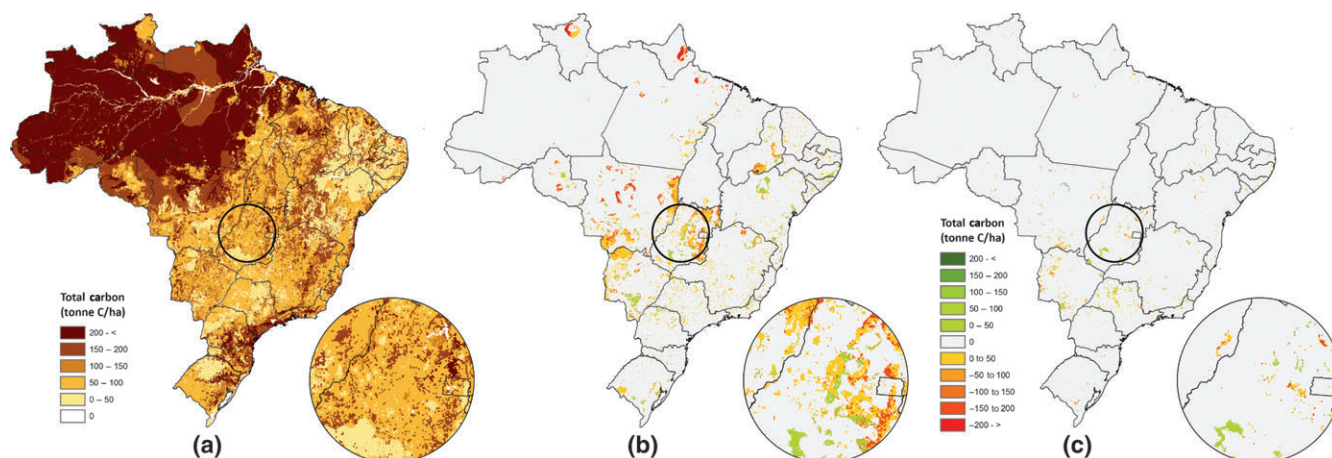 Total carbon
(tonne C/ha)
200 - <
150 – 200
100 – 150
50 – 100
0 – 50
0
(a)
(b)
Total carbon
(tonne C/ha)
200 - <
150 – 200
100 – 150
50 – 100
0 – 50
0
0 to 50
–50 to 100
–100 to 150
–150 to 200
–200 - >
(c)